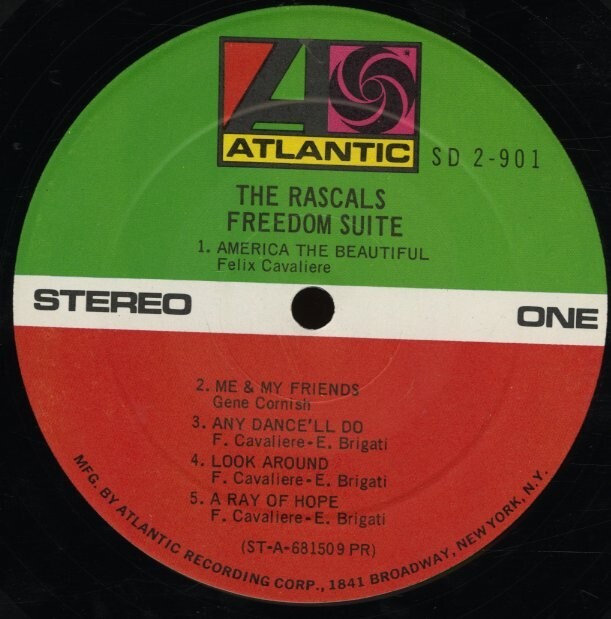 ATLANTIC
SD 2-901
THE RASCALS
FREEDOM SUITE
1. AMERICA THE BEAUTIFUL
Felix Cavaliere
STEREO
ONE
2. ME & MY FRIENDS
Gene Cornish
3. ANY DANCE'LL DO
F. Cavaliere-E. Brigati
4. LOOK AROUND
F. Cavaliere-E. Brigati
5. A RAY OF HOPE
F. Cavaliere-E. Brigati
(ST-A-681509 PR)
MFG. BY ATLANTIC RECORDING CORP., 1841 BROADWAY, NEW YORK, N.Y.